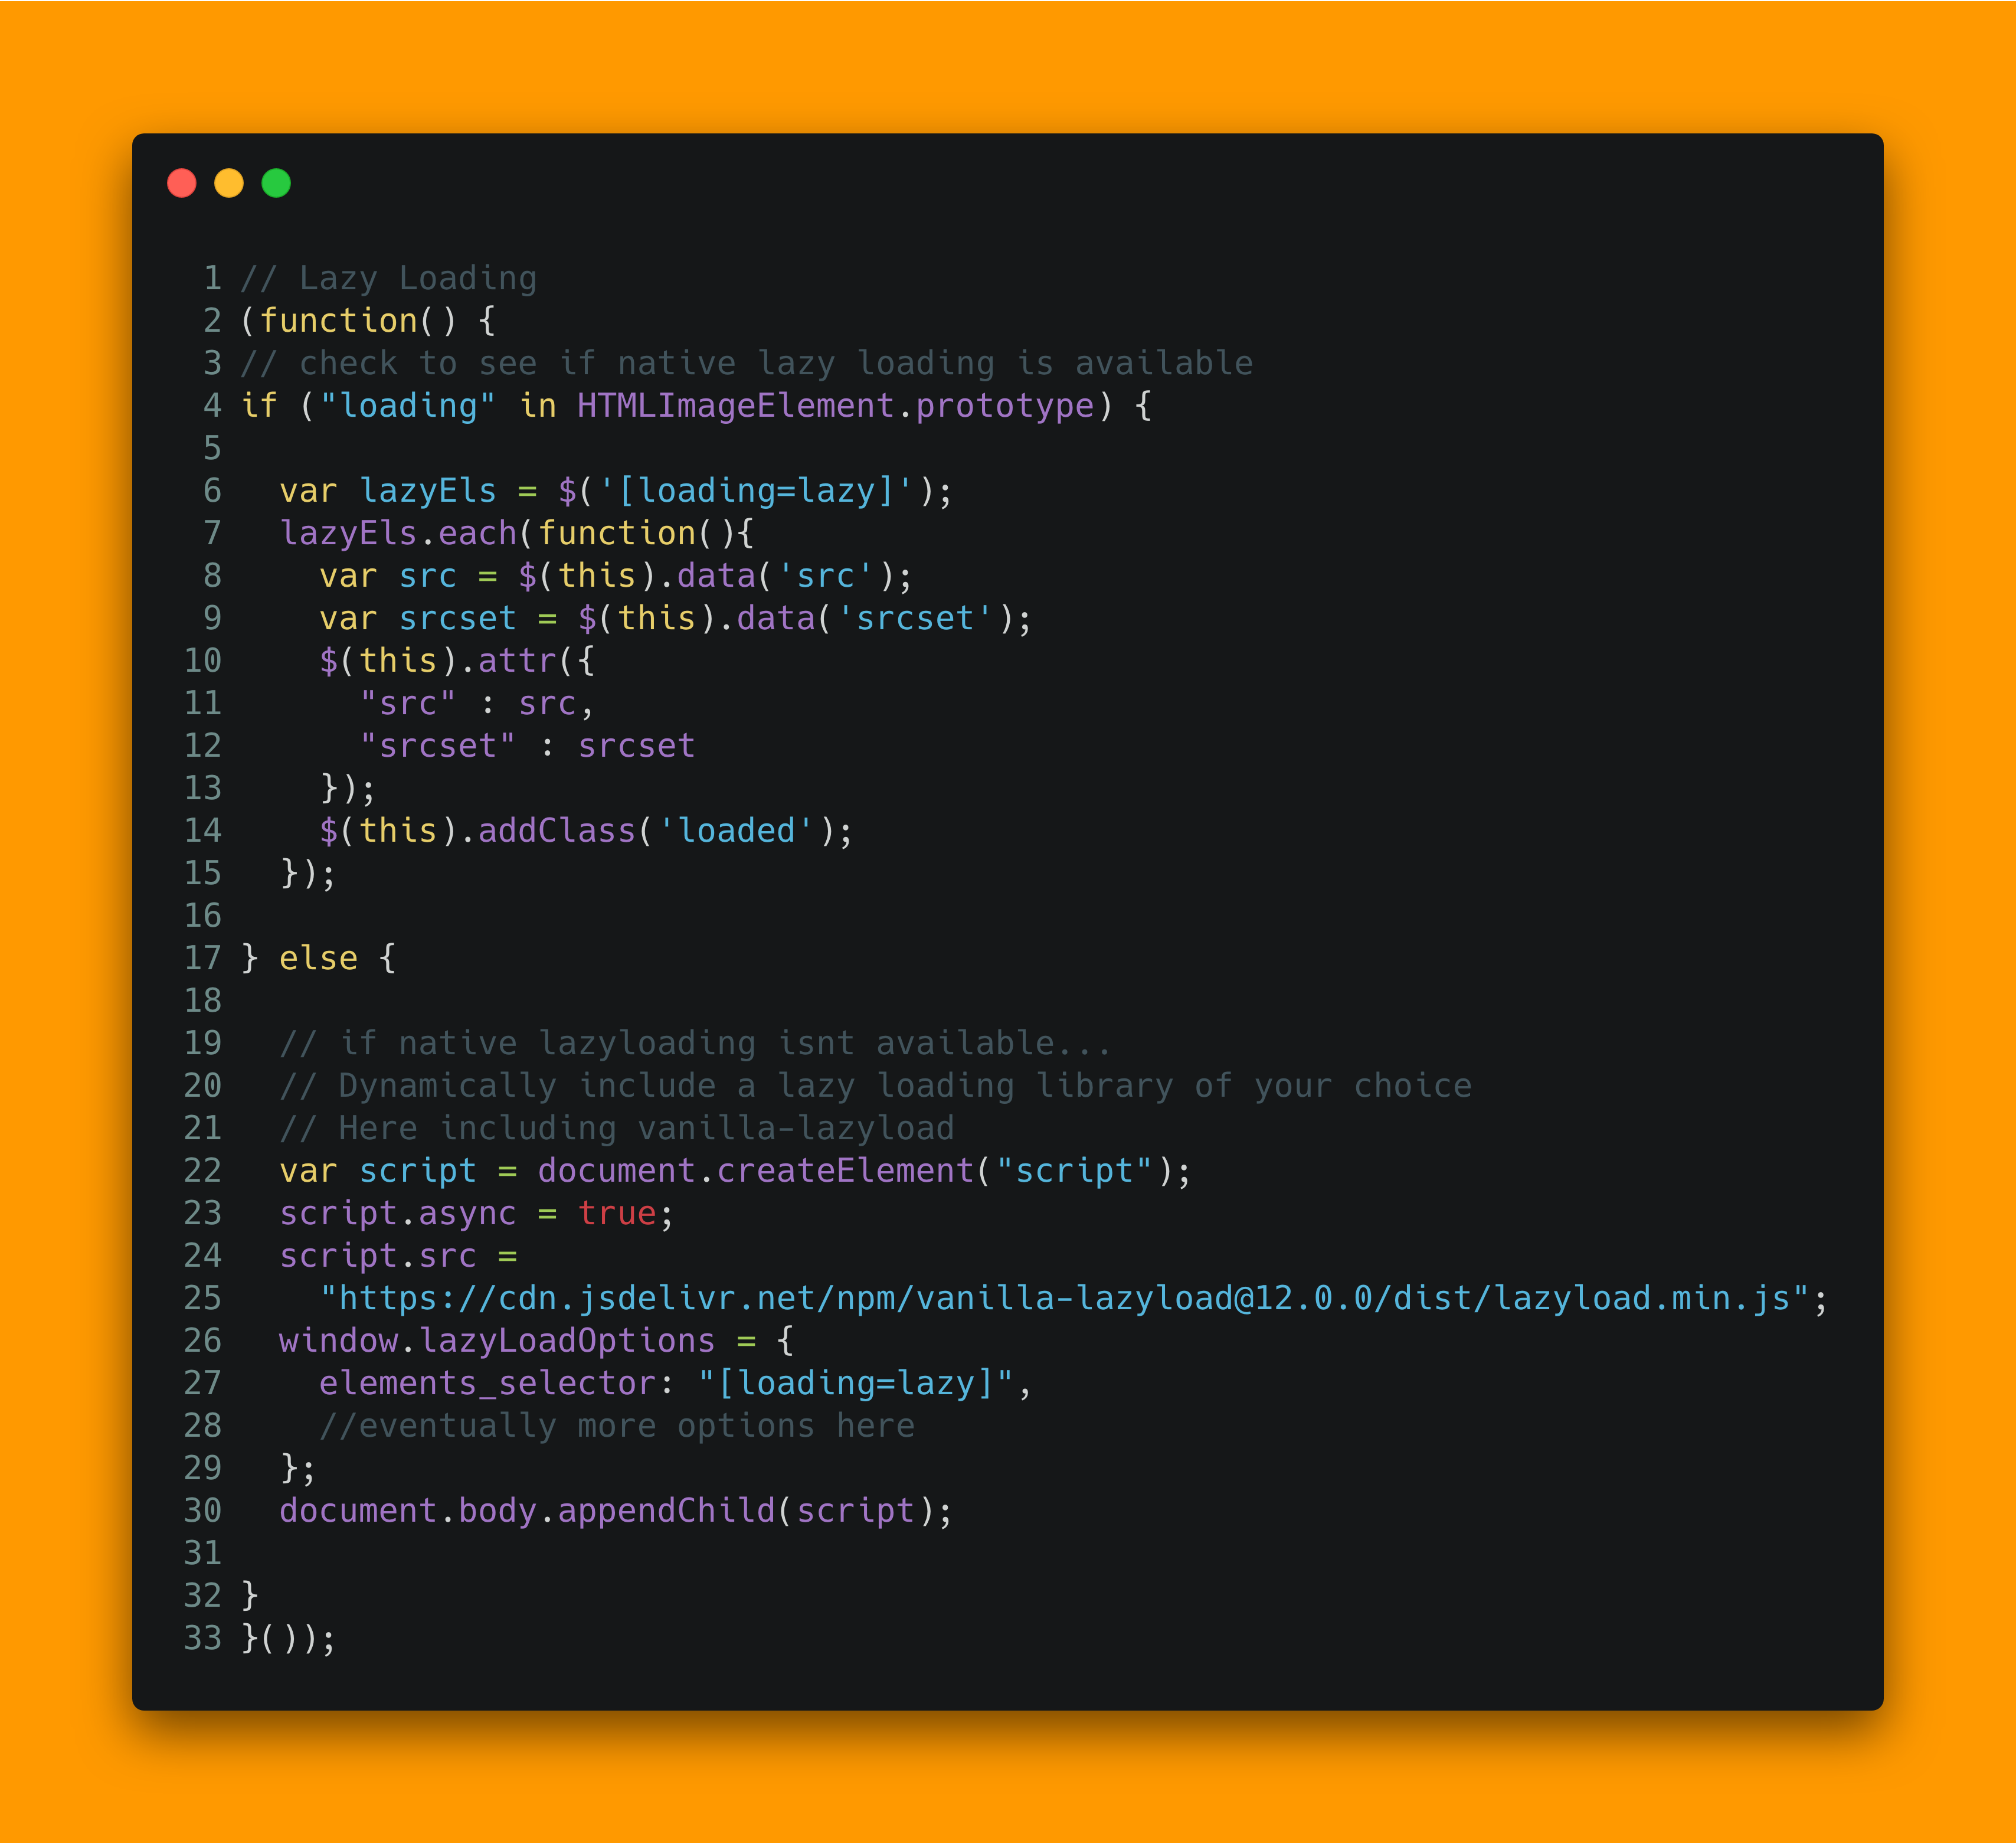 1 // Lazy Loading
2 (function() {
3 // check to see if native lazy loading is available
4 if ("loading" in HTMLImageElement.prototype) {
5
6   var lazyEls = $('[loading=lazy]');
7   lazyEls.each(function(){
8     var src = $(this).data('src');
9     var srcset = $(this).data('srcset');
10     $(this).attr({
11       "src" : src,
12       "srcset" : srcset
13     });
14     $(this).addClass('loaded');
15   });
16
17 } else {
18
19   // if native lazyloading isnt available...
20   // Dynamically include a lazy loading library of your choice
21   // Here including vanilla-lazyload
22   var script = document.createElement("script");
23   script.async = true;
24   script.src =
25     "https://cdn.jsdelivr.net/npm/vanilla-lazyload@12.0.0/dist/lazyload.min.js";
26   window.lazyLoadOptions = {
27     elements_selector: "[loading=lazy]",
28     //eventually more options here
29   };
30   document.body.appendChild(script);
31
32 }
33 }());